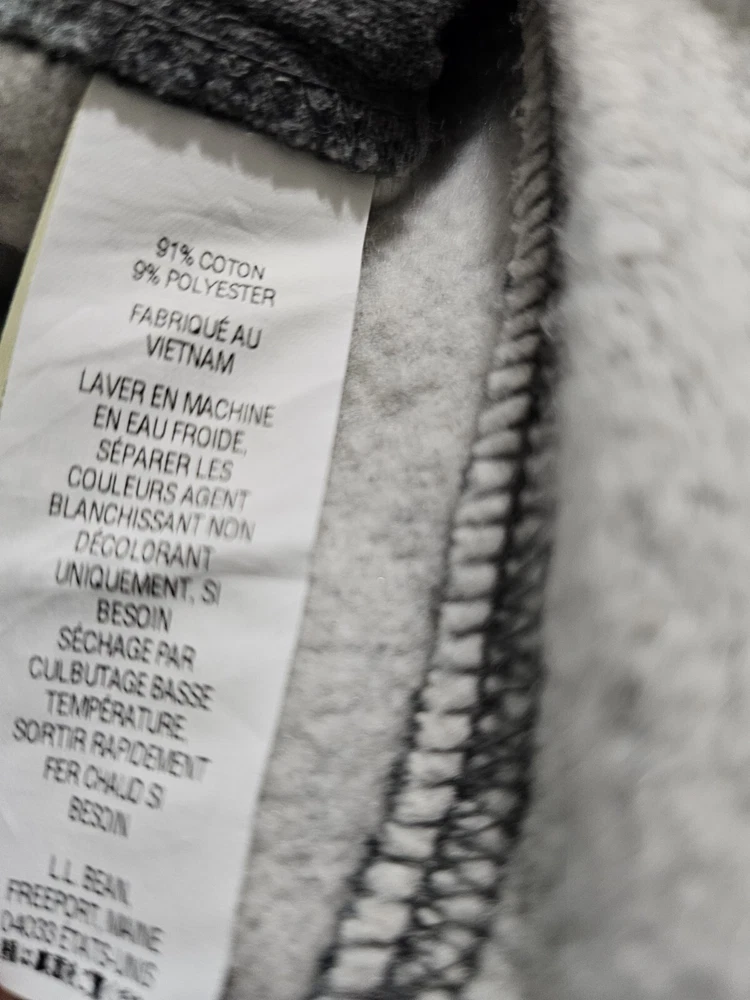 91% COTON
9% POLYESTER
FABRIQUÉ AU
VIETNAM
LAVER EN MACHINE
EN EAU FROIDE,
SÉPARER LES
COULEURS AGENT
BLANCHISSANT NON
DÉCOLORANT
UNIQUEMENT, SI
BESOIN
SÉCHAGE PAR
CULBUTAGE BASSE
TEMPÉRATURE,
SORTIR RAPIDEMENT
FER CHAUD SI
BESOIN
L.L. BEAN,
FREEPORT, MAINE
04033 ETATS-UNIS